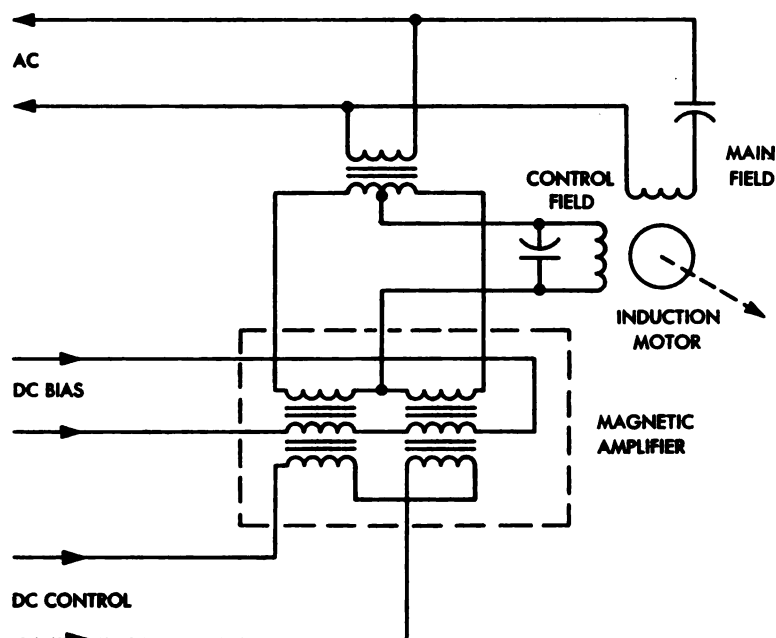 AC
MAIN
FIELD
CONTROL
FIELD
INDUCTION
MOTOR
DC BIAS
MAGNETIC
AMPLIFIER
DC CONTROL